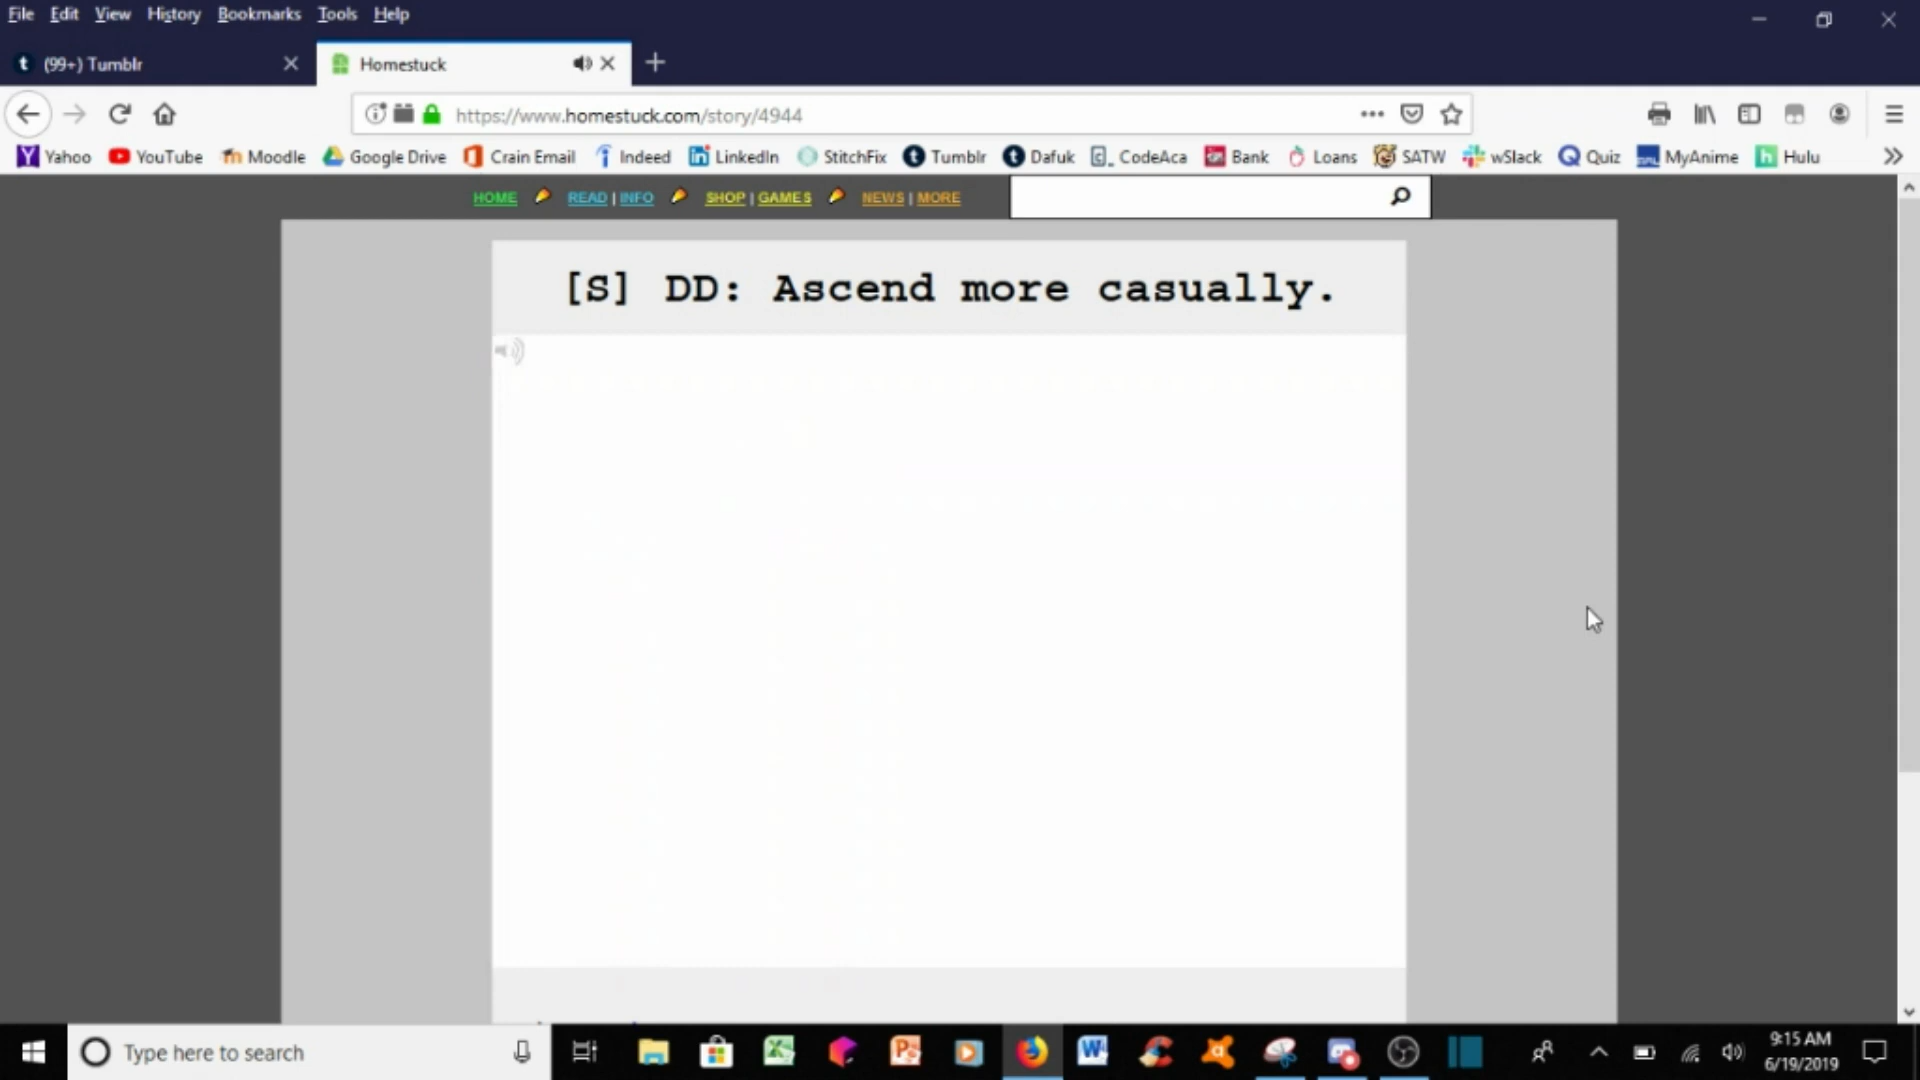 File Edit View History Bookmarks Tools Help
(99+) Tumblr
Homestuck
https://www.homestuck.com/story/4944
Yahoo YouTube Moodle Google Drive Crain Email Indeed LinkedIn StitchFix Tumblr Dafuk CodeAca Bank Loans SATW wSlack Quiz MyAnime Hulu
HOME READ | INFO SHOP | GAMES NEWS | MORE
[S] DD: Ascend more casually.
Type here to search
9:15 AM
6/19/2019